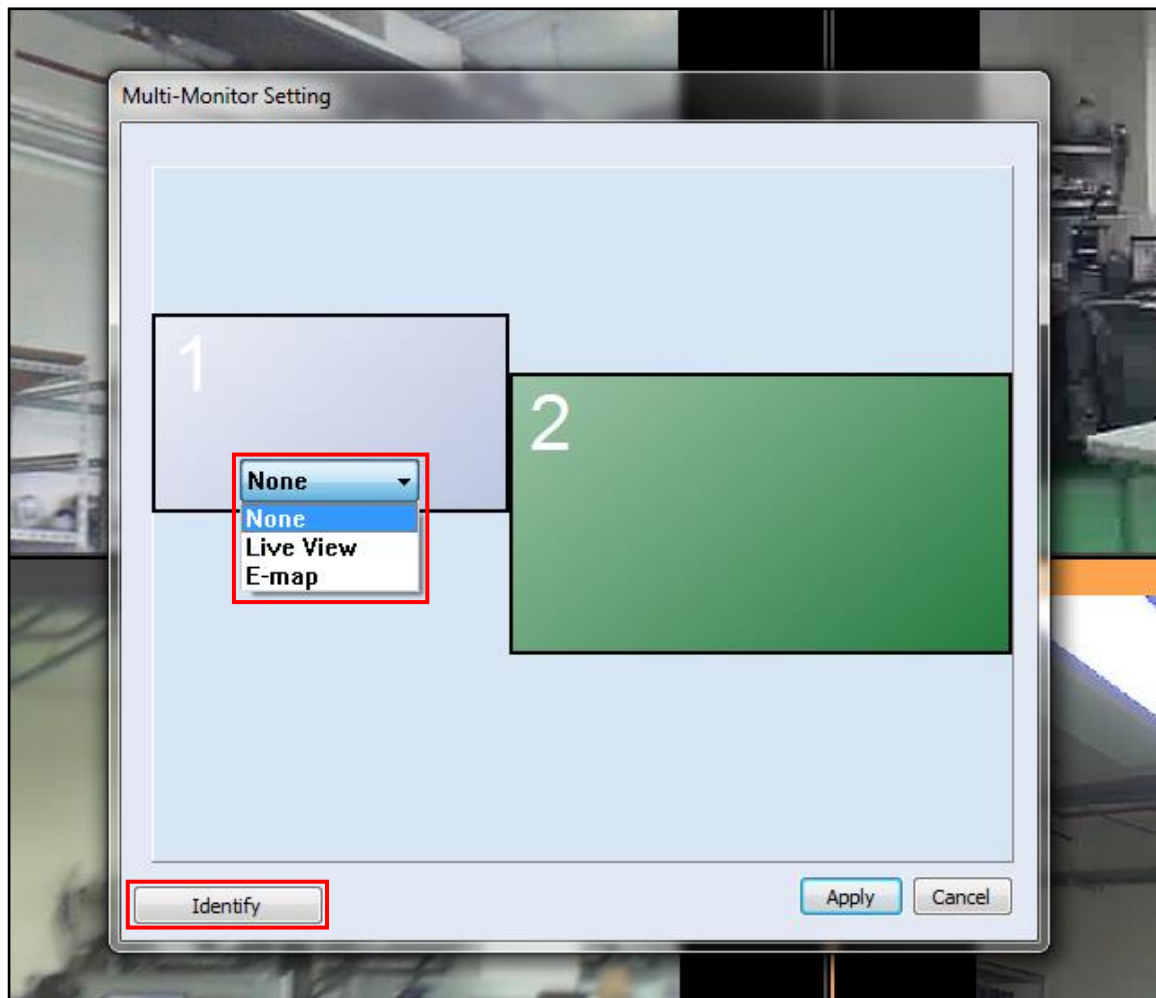 Multi-Monitor Setting
1
2
None
None
Live View
E-map
Identify
Apply
Cancel